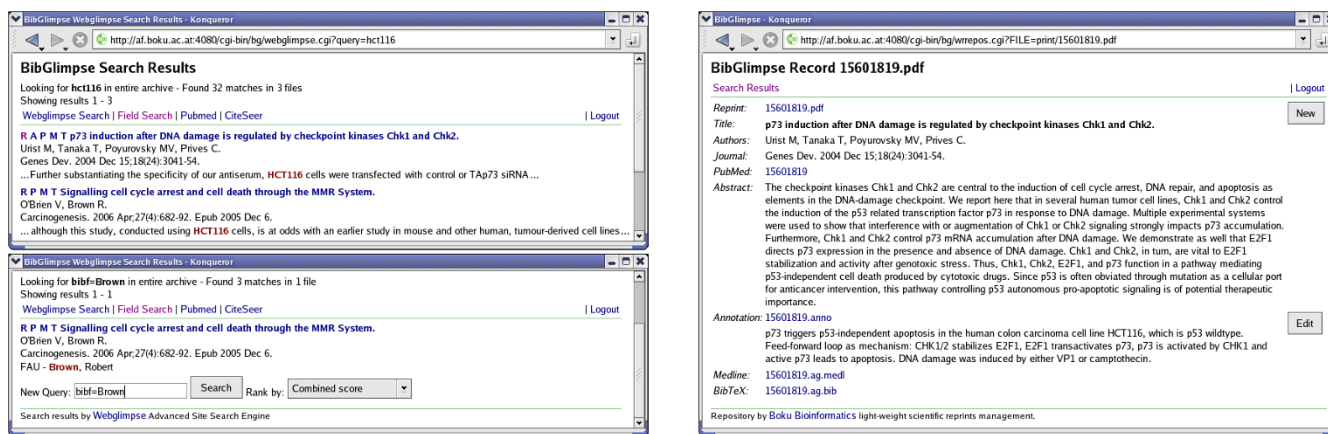 BibGlimpse Webglimpse Search Results - Konqueror
http://af.boku.ac.at:4080/cgi-bin/bg/webglimpse.cgi?query=hct116
BibGlimpse Search Results
Looking for hct116 in entire archive - Found 32 matches in 3 files
Showing results 1 - 3
Webglimpse Search | Field Search | Pubmed | CiteSeer | Logout
R A P M T p73 induction after DNA damage is regulated by checkpoint kinases Chk1 and Chk2.
Urist M, Tanaka T, Poyurovsky MV, Prives C.
Genes Dev. 2004 Dec 15;18(24):3041-54.
...Further substantiating the specificity of our antiserum, HCT116 cells were transfected with control or TAp73 siRNA...
R P M T Signalling cell cycle arrest and cell death through the MMR System.
O'Brien V, Brown R.
Carcinogenesis. 2006 Apr;27(4):682-92. Epub 2005 Dec 6.
... although this study, conducted using HCT116 cells, is at odds with an earlier study in mouse and other human, tumour-derived cell lines...
BibGlimpse Webglimpse Search Results - Konqueror
Looking for bibf=Brown in entire archive - Found 3 matches in 1 file
Showing results 1 - 1
Webglimpse Search | Field Search | Pubmed | CiteSeer | Logout
R P M T Signalling cell cycle arrest and cell death through the MMR System.
O'Brien V, Brown R.
Carcinogenesis. 2006 Apr;27(4):682-92. Epub 2005 Dec 6.
FAU - Brown, Robert
New Query: bibf=Brown Search Rank by: Combined score
Search results by Webglimpse Advanced Site Search Engine
BibGlimpse - Konqueror
http://af.boku.ac.at:4080/cgi-bin/bg/wrrepos.cgi?FILE=print/15601819.pdf
BibGlimpse Record 15601819.pdf
Search Results | Logout
Reprint: 15601819.pdf New
Title: p73 induction after DNA damage is regulated by checkpoint kinases Chk1 and Chk2.
Authors: Urist M, Tanaka T, Poyurovsky MV, Prives C.
Journal: Genes Dev. 2004 Dec 15;18(24):3041-54.
PubMed: 15601819
Abstract: The checkpoint kinases Chk1 and Chk2 are central to the induction of cell cycle arrest, DNA repair, and apoptosis as
elements in the DNA-damage checkpoint. We report here that in several human tumor cell lines, Chk1 and Chk2 control
the induction of the p53 related transcription factor p73 in response to DNA damage. Multiple experimental systems
were used to show that interference with or augmentation of Chk1 or Chk2 signaling strongly impacts p73 accumulation.
Furthermore, Chk1 and Chk2 control p73 mRNA accumulation after DNA damage. We demonstrate as well that E2F1
directs p73 expression in the presence and absence of DNA damage. Chk1 and Chk2, in turn, are vital to E2F1
stabilization and activity after genotoxic stress. Thus, Chk1, Chk2, E2F1, and p73 function in a pathway mediating
p53-independent cell death produced by cytotoxic drugs. Since p53 is often obviated through mutation as a cellular port
for anticancer intervention, this pathway controlling p53 autonomous pro-apoptotic signaling is of potential therapeutic
importance.
Annotation: 15601819.anno Edit
p73 triggers p53-independent apoptosis in the human colon carcinoma cell line HCT116, which is p53 wildtype.
Feed-forward loop as mechanism: CHK1/2 stabilizes E2F1, E2F1 transactivates p73, p73 is activated by CHK1 and
active p73 leads to apoptosis. DNA damage was induced by either VP1 or camptothecin.
Medline: 15601819.ag.medl
BibTeX: 15601819.ag.bib
Repository by Boku Bioinformatics light-weight scientific reprints management.